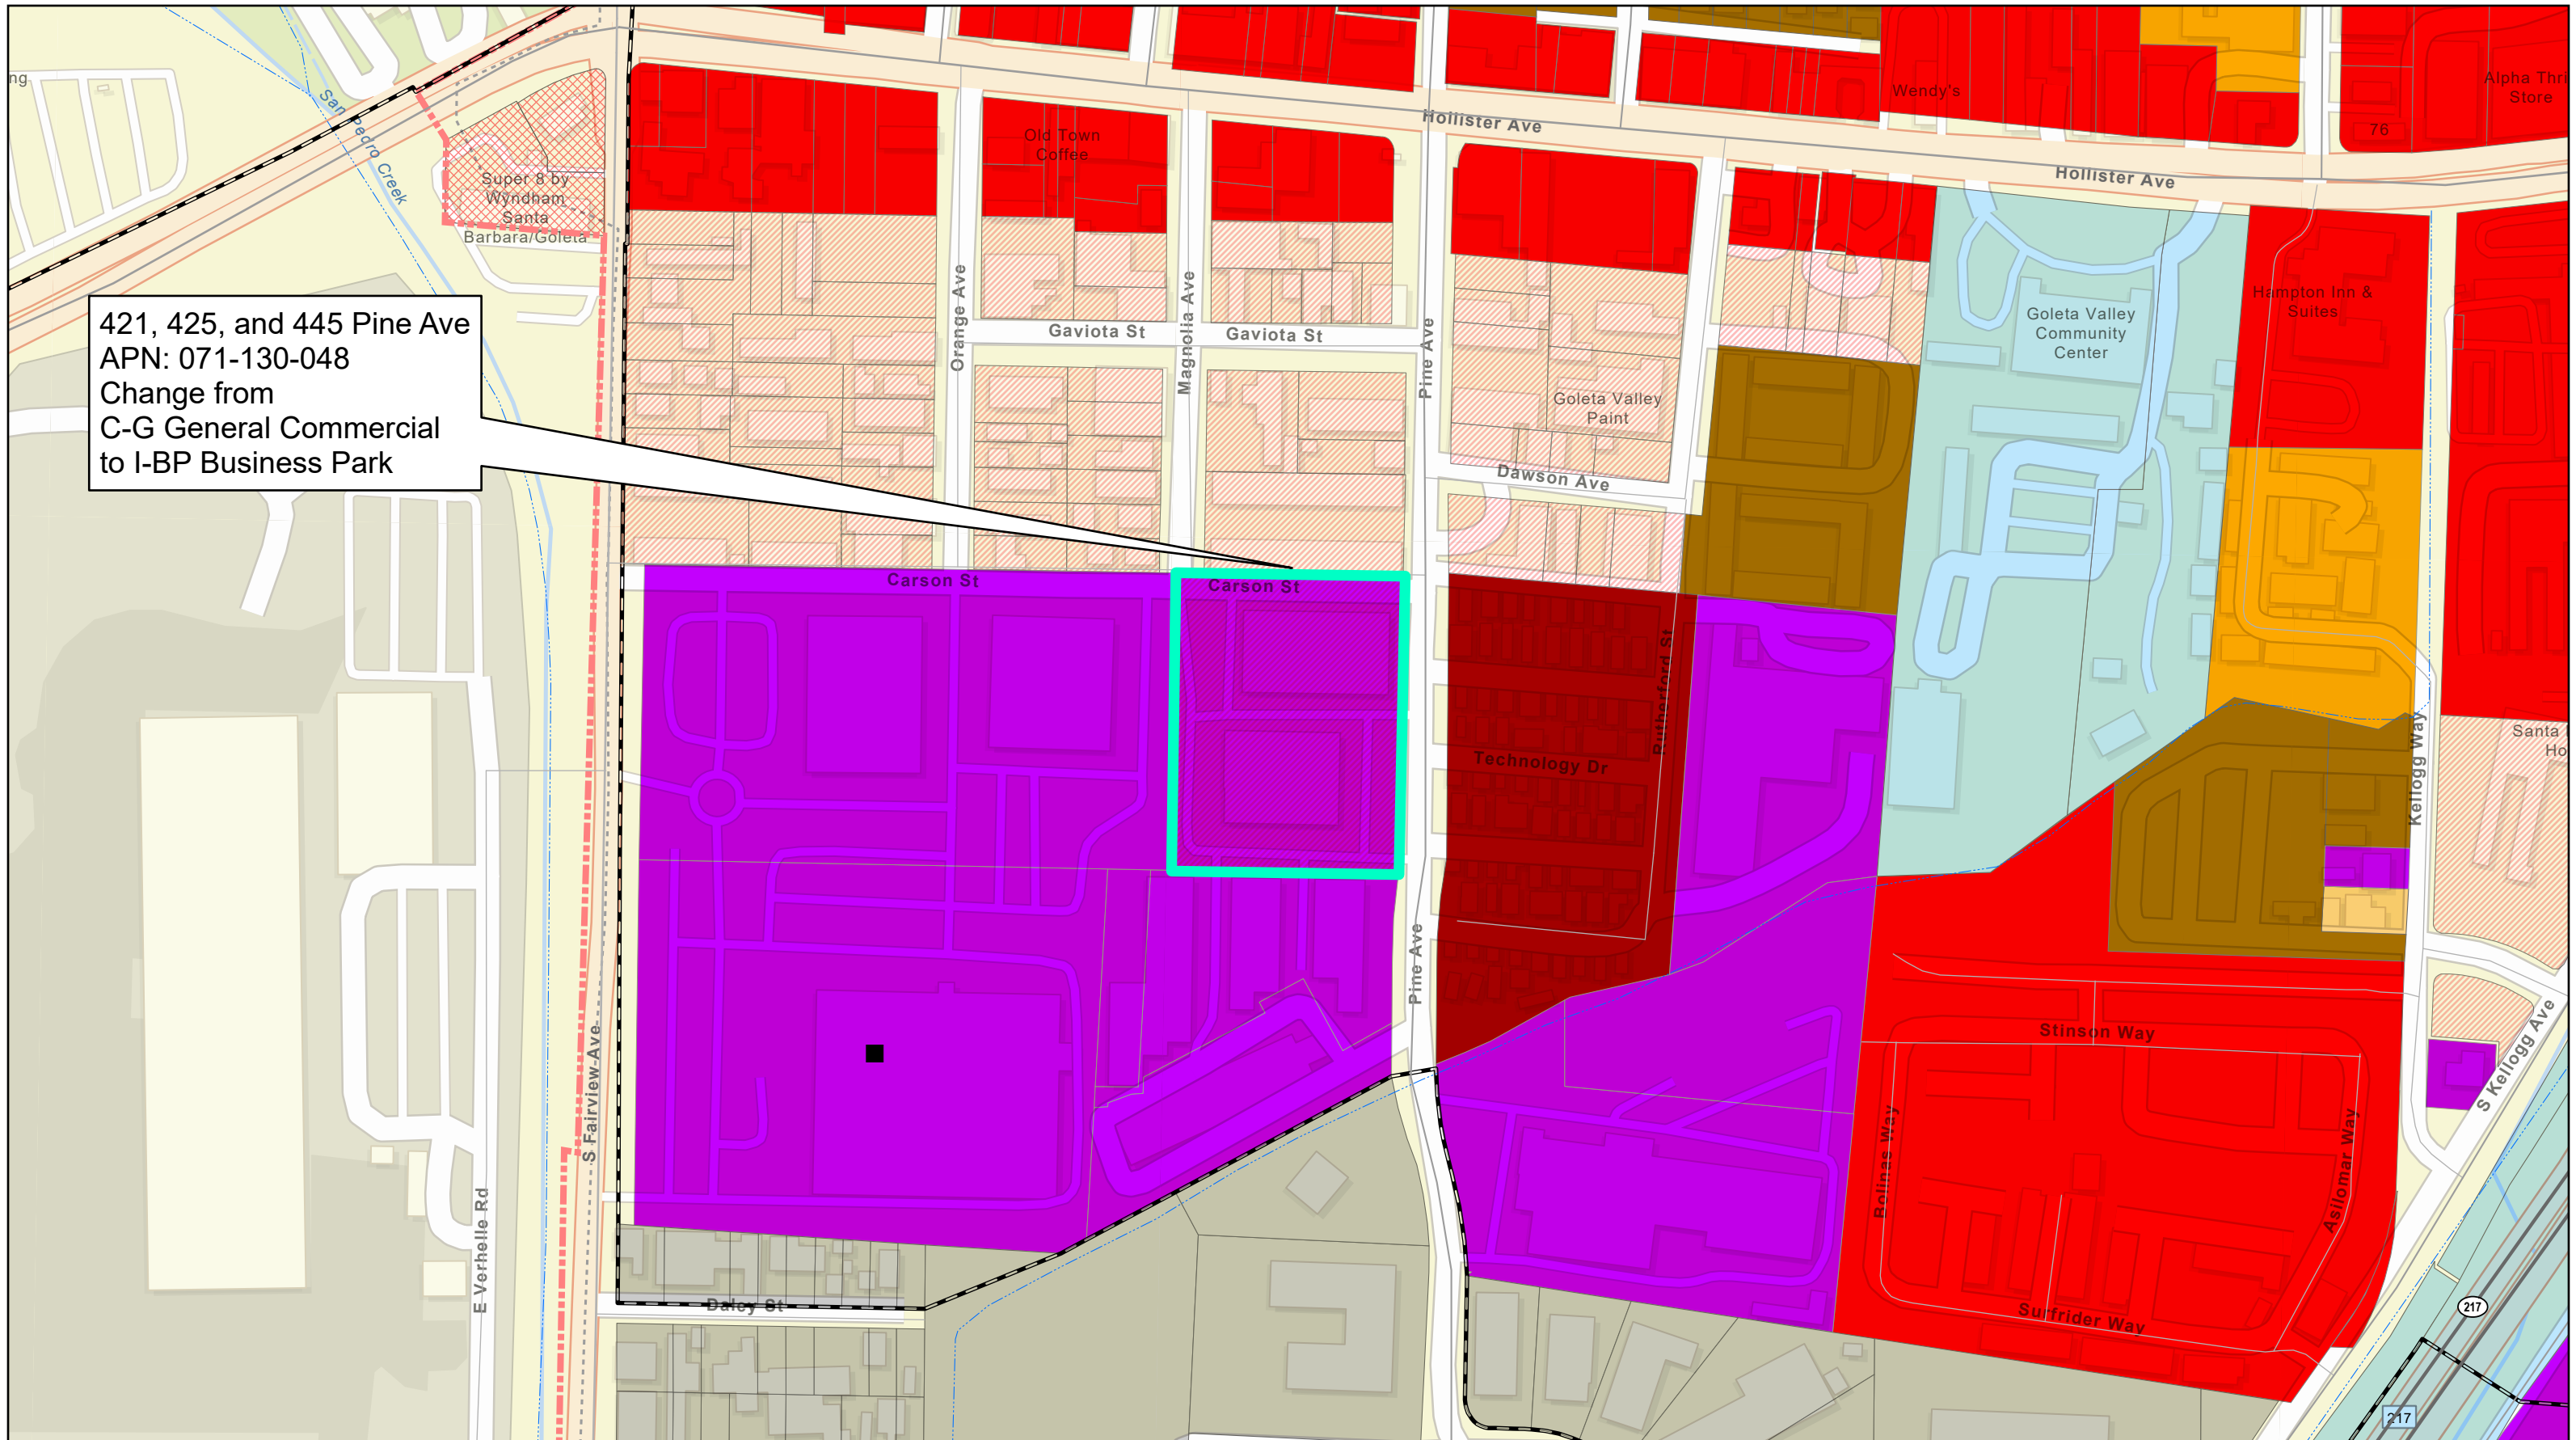 ng
San Pedro Creek
Super 8 by
Wyndham
Santa
Barbara/Goleta
421, 425, and 445 Pine Ave
APN: 071-130-048
Change from
C-G General Commercial
to I-BP Business Park
Old Town
Coffee
Hollister Ave
Wendy's
Alpha Thri
Store
76
Hollister Ave
Orange Ave
Magnolia Ave
Gaviota St
Gaviota St
Pine Ave
Goleta Valley
Paint
Dawson Ave
Goleta Valley
Community
Center
Hampton Inn &
Suites
Carson St
Carson St
Rutherford St
Technology Dr
Kellogg Way
Santa
Ho
Pine Ave
S Fairview Ave
E Verhelle Rd
Daley St
Stinson Way
Bolinas Way
Asilomar Way
Surfrider Way
S Kellogg Ave
217
217